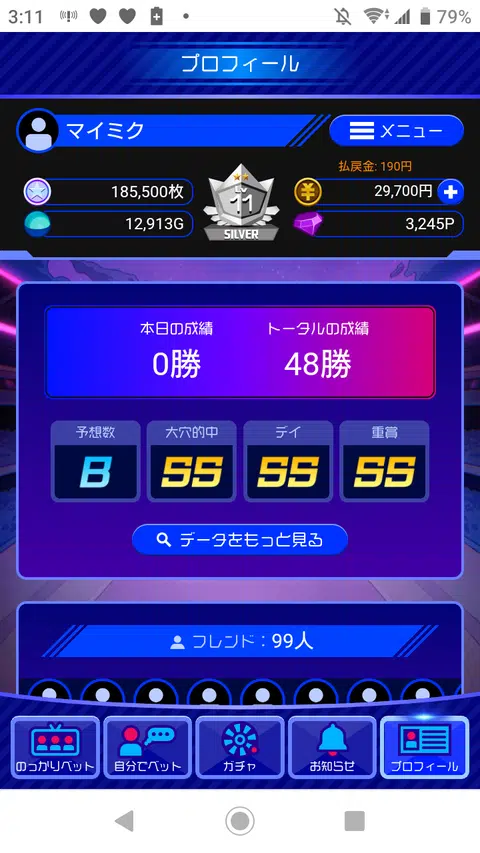 3:11
79%
プロフィール
マイミク
メニュー
払戻金: 190円
185,500枚
Lv
11
29,700円
12,913G
SILVER
3,245P
本日の成績
トータルの成績
0勝
48勝
予想数
大穴的中
デイ
重賞
B
SS
SS
SS
データをもっと見る
フレンド：99人
のっかりベット
自分でベット
ガチャ
お知らせ
プロフィール